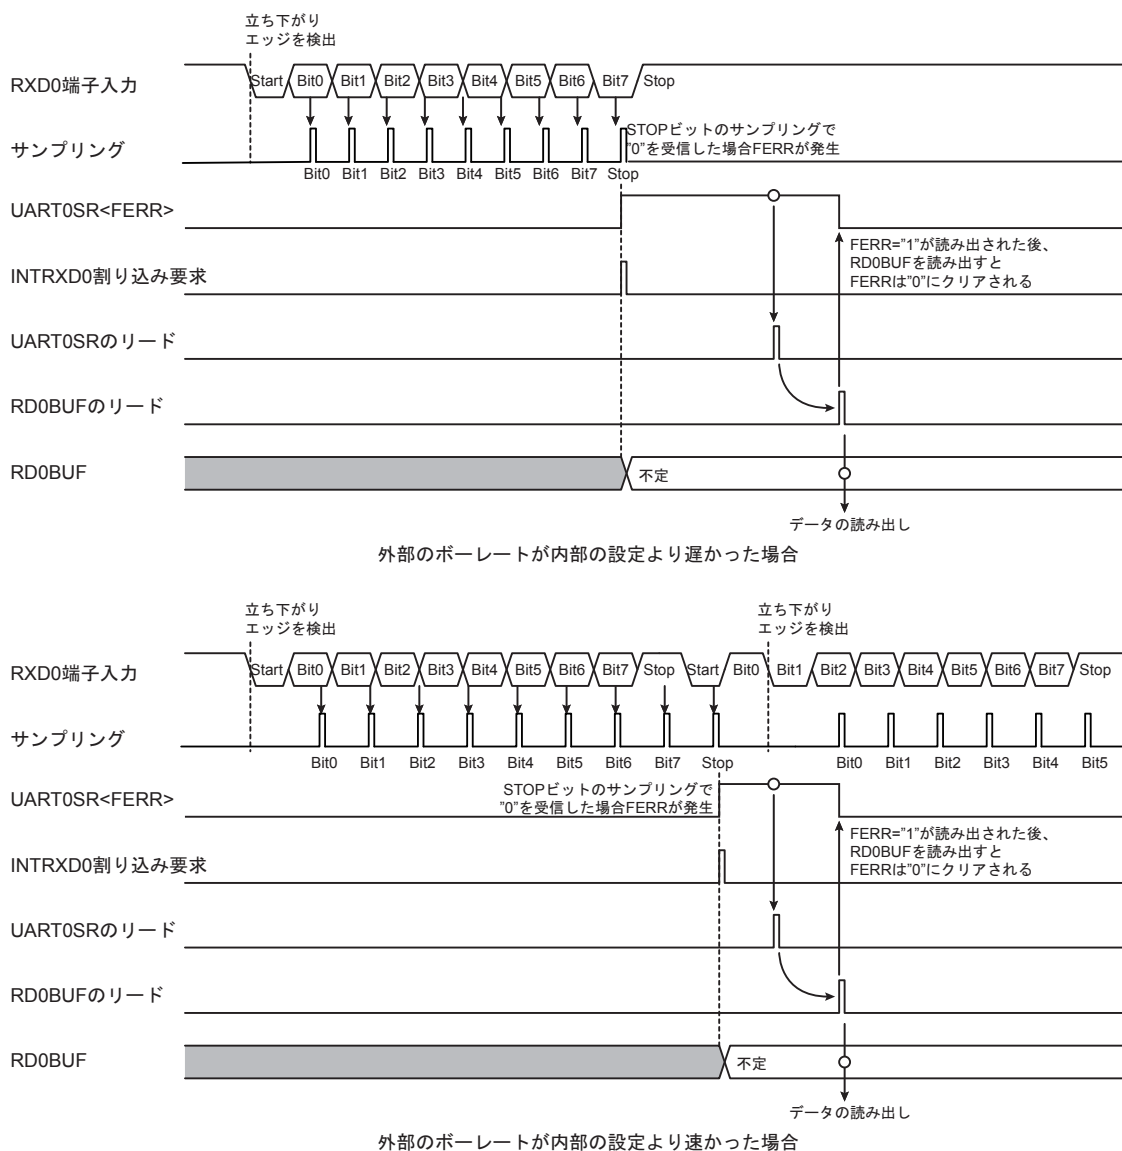 立ち下がり
エッジを検出
RXD0端子入力
Start Bit0 Bit1 Bit2 Bit3 Bit4 Bit5 Bit6 Bit7 Stop
サンプリング
STOPビットのサンプリングで
"0"を受信した場合FERRが発生
Bit0 Bit1 Bit2 Bit3 Bit4 Bit5 Bit6 Bit7 Stop
UART0SR<FERR>
FERR="1"が読み出された後、
RD0BUFを読み出すと
FERRは"0"にクリアされる
INTRXD0割り込み要求
UART0SRのリード
RD0BUFのリード
RD0BUF
不定
データの読み出し
外部のボーレートが内部の設定より遅かった場合
立ち下がり
エッジを検出
立ち下がり
エッジを検出
RXD0端子入力
Start Bit0 Bit1 Bit2 Bit3 Bit4 Bit5 Bit6 Bit7 Stop Start Bit0 Bit1 Bit2 Bit3 Bit4 Bit5 Bit6 Bit7 Stop
サンプリング
Bit0 Bit1 Bit2 Bit3 Bit4 Bit5 Bit6 Bit7 Stop Bit0 Bit1 Bit2 Bit3 Bit4 Bit5
STOPビットのサンプリングで
"0"を受信した場合FERRが発生
UART0SR<FERR>
FERR="1"が読み出された後、
RD0BUFを読み出すと
FERRは"0"にクリアされる
INTRXD0割り込み要求
UART0SRのリード
RD0BUFのリード
RD0BUF
不定
データの読み出し
外部のボーレートが内部の設定より速かった場合